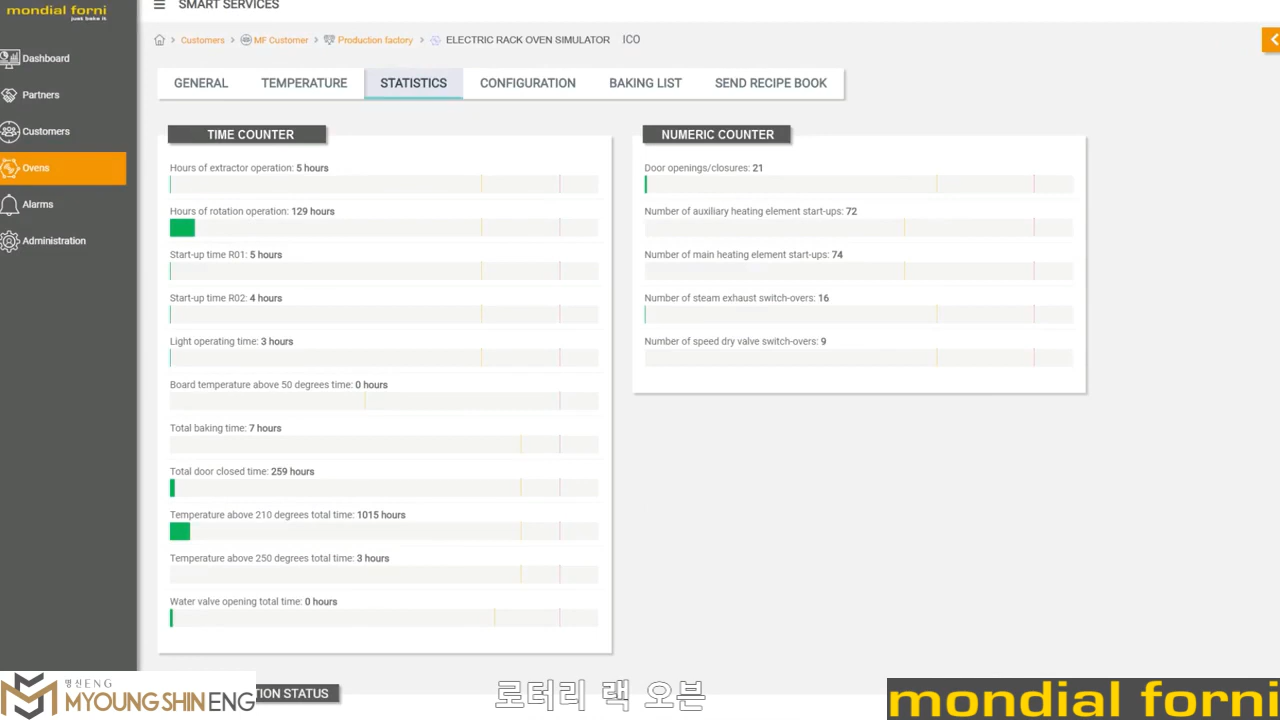 mondial forni
just bake it
SMART SERVICES
Customers
MF Customer
Production factory
ELECTRIC RACK OVEN SIMULATOR
ICO
Dashboard
Partners
Customers
Ovens
Alarms
Administration
GENERAL
TEMPERATURE
STATISTICS
CONFIGURATION
BAKING LIST
SEND RECIPE BOOK
TIME COUNTER
Hours of extractor operation: 5 hours
Hours of rotation operation: 129 hours
Start-up time R01: 5 hours
Start-up time R02: 4 hours
Light operating time: 3 hours
Board temperature above 50 degrees time: 0 hours
Total baking time: 7 hours
Total door closed time: 259 hours
Temperature above 210 degrees total time: 1015 hours
Temperature above 250 degrees total time: 3 hours
Water valve opening total time: 0 hours
NUMERIC COUNTER
Door openings/closures: 21
Number of auxiliary heating element start-ups: 72
Number of main heating element start-ups: 74
Number of steam exhaust switch-overs: 16
Number of speed dry valve switch-overs: 9
TION STATUS
명신ENG
MYOUNG SHIN ENG
로터리 랙 오븐
mondial forni